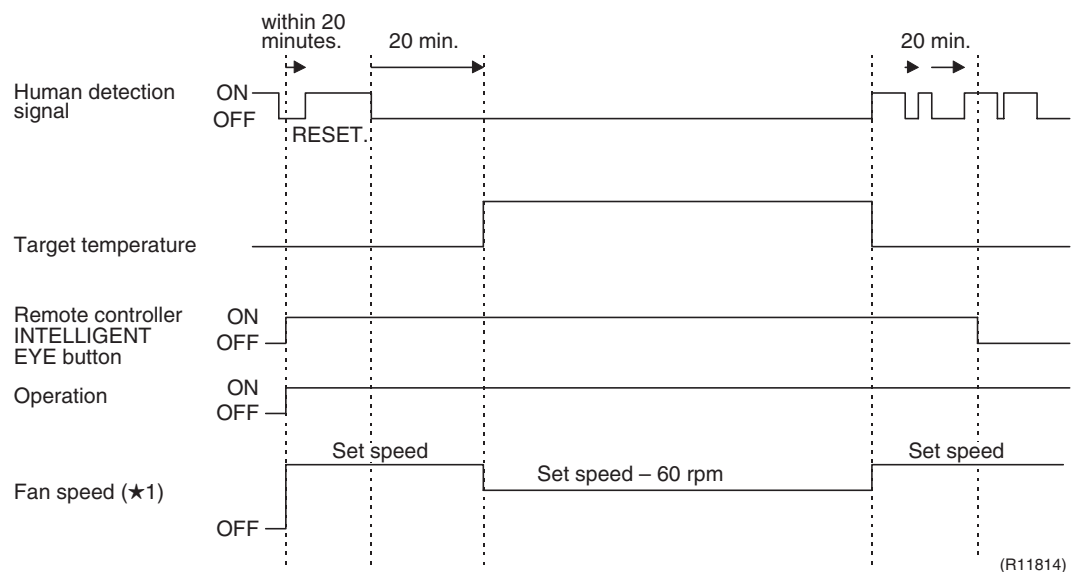 within 20
minutes.
20 min.
20 min.
Human detection
signal
ON
OFF
RESET.
Target temperature
Remote controller
INTELLIGENT
EYE button
ON
OFF
Operation
ON
OFF
Set speed
Set speed – 60 rpm
Set speed
Fan speed (★1)
OFF
(R11814)